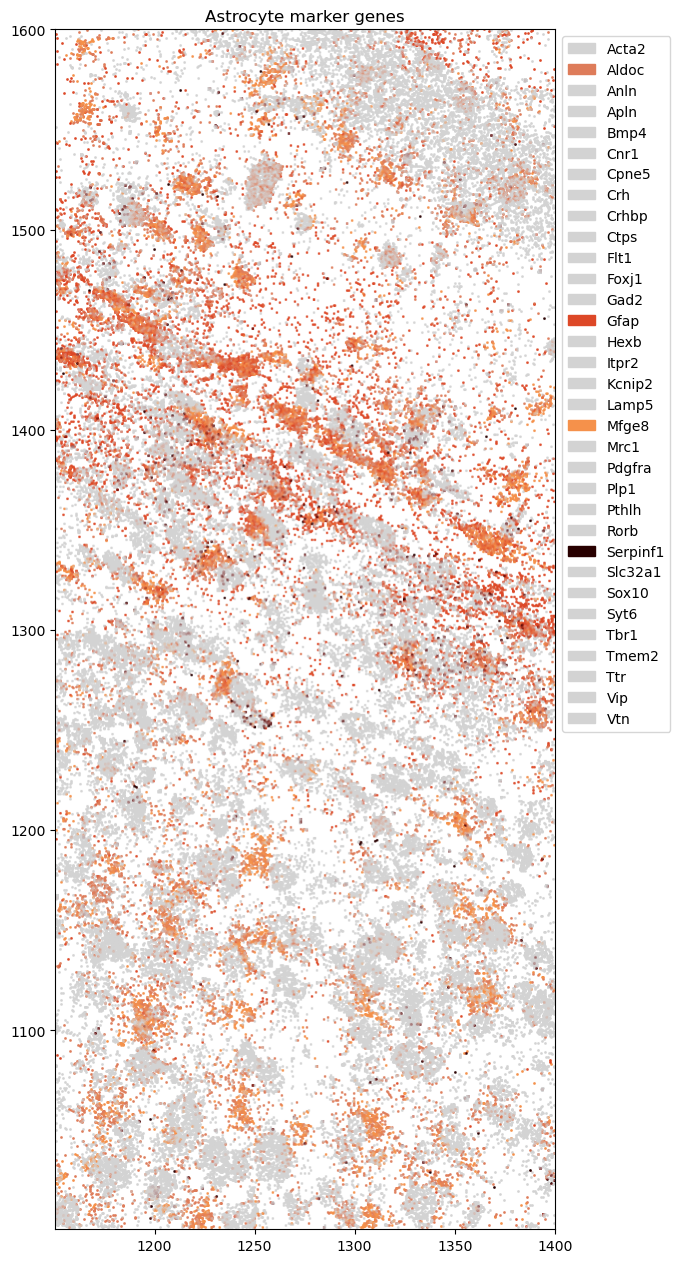 Astrocyte marker genes
1600
1500
1400
1300
1200
1100
1200
1250
1300
1350
1400
Acta2
Aldoc
Anln
Apln
Bmp4
Cnr1
Cpne5
Crh
Crhbp
Ctps
Flt1
Foxj1
Gad2
Gfap
Hexb
Itpr2
Kcnip2
Lamp5
Mfge8
Mrc1
Pdgfra
Plp1
Pthlh
Rorb
Serpinf1
Slc32a1
Sox10
Syt6
Tbr1
Tmem2
Ttr
Vip
Vtn